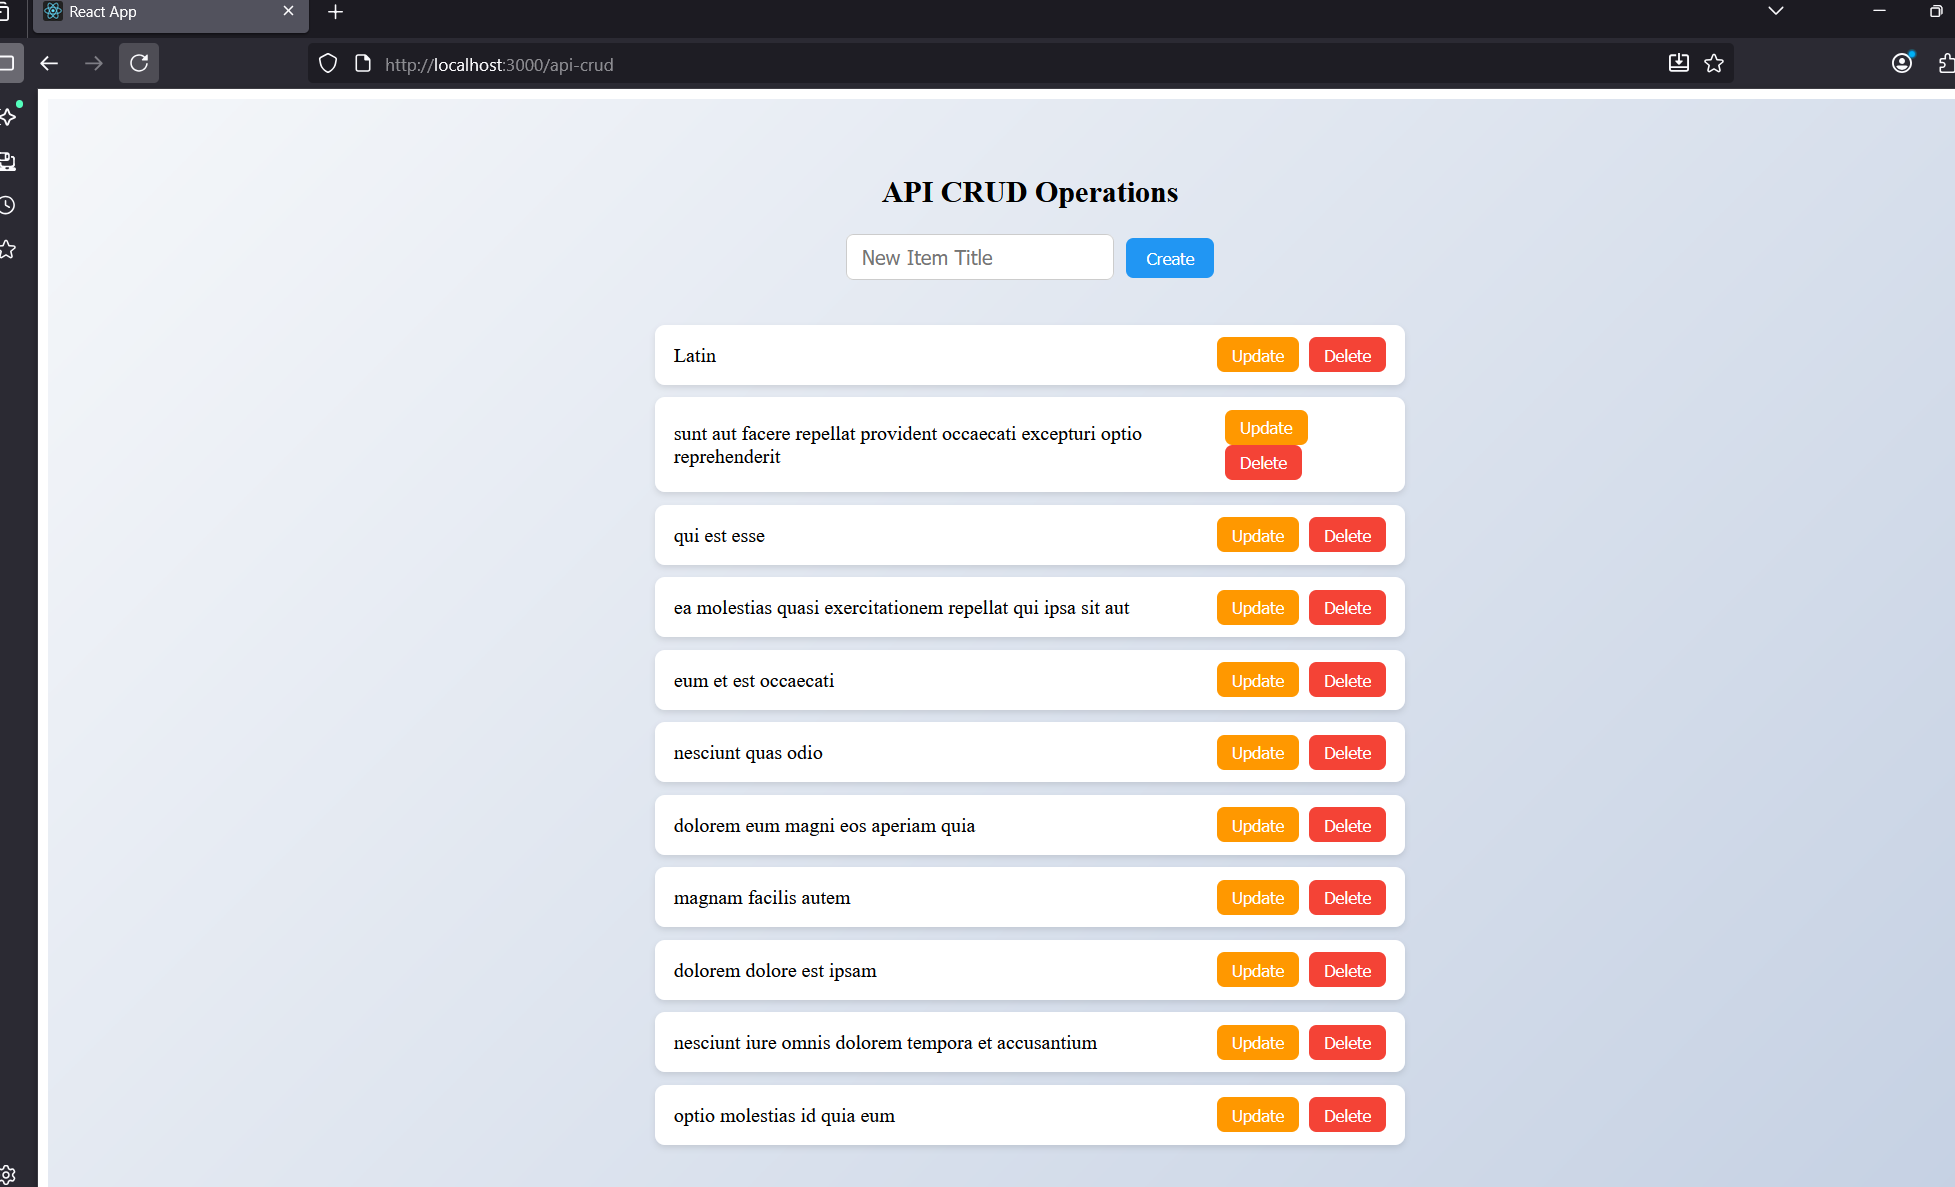 React App
http://localhost:3000/api-crud
API CRUD Operations
New Item Title
Create
Latin
Update
Delete
sunt aut facere repellat provident occaecati excepturi optio
reprehenderit
Update
Delete
qui est esse
Update
Delete
ea molestias quasi exercitationem repellat qui ipsa sit aut
Update
Delete
eum et est occaecati
Update
Delete
nesciunt quas odio
Update
Delete
dolorem eum magni eos aperiam quia
Update
Delete
magnam facilis autem
Update
Delete
dolorem dolore est ipsam
Update
Delete
nesciunt iure omnis dolorem tempora et accusantium
Update
Delete
optio molestias id quia eum
Update
Delete